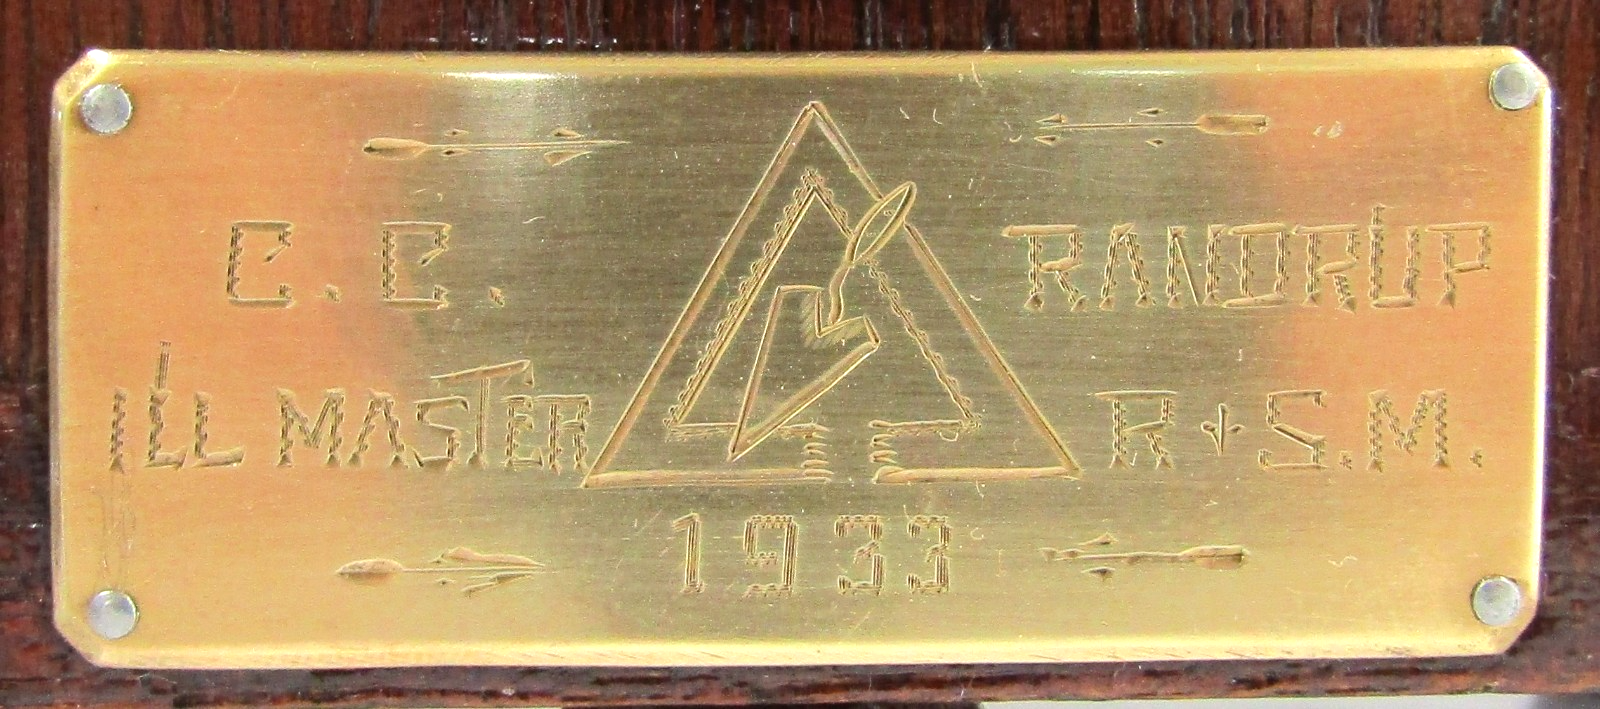 C. C. RANDRUP
ILL MASTER R & S.M.
1933